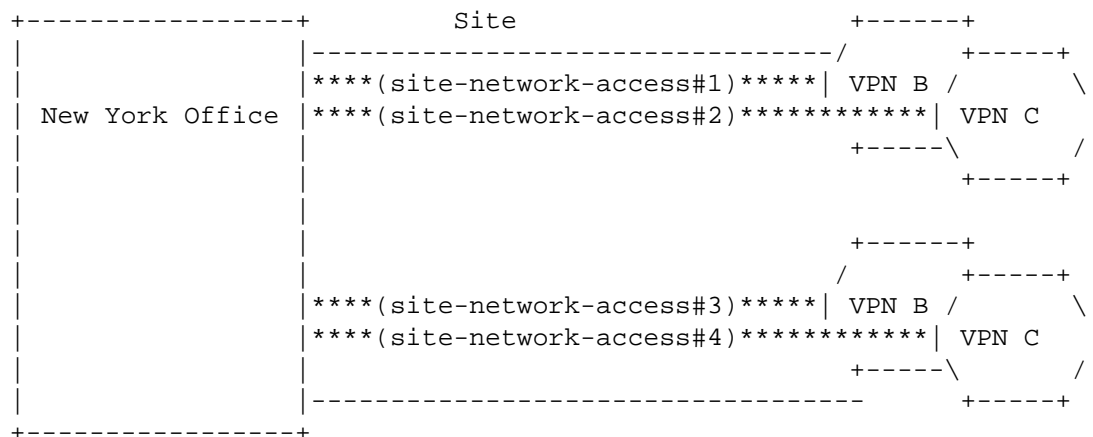 Site
****(site-network-access#1)*****| VPN B
New York Office |****(site-network-access#2)************| VPN C
****(site-network-access#3)*****| VPN B
****(site-network-access#4)************| VPN C